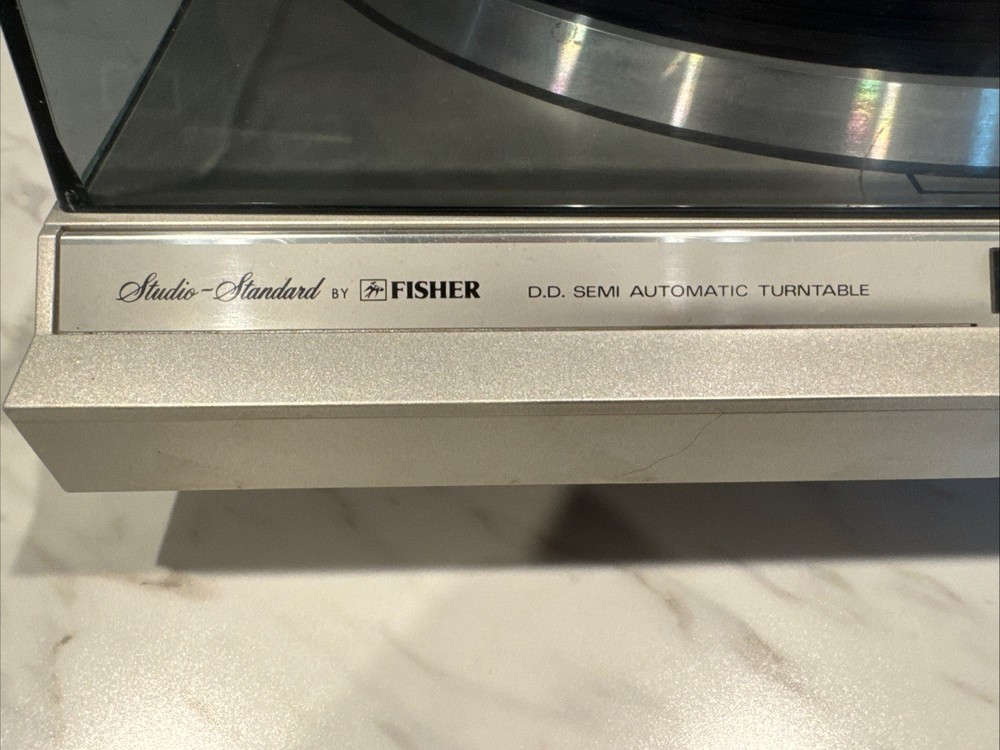 Studio-Standard BY FISHER D.D. SEMI AUTOMATIC TURNTABLE